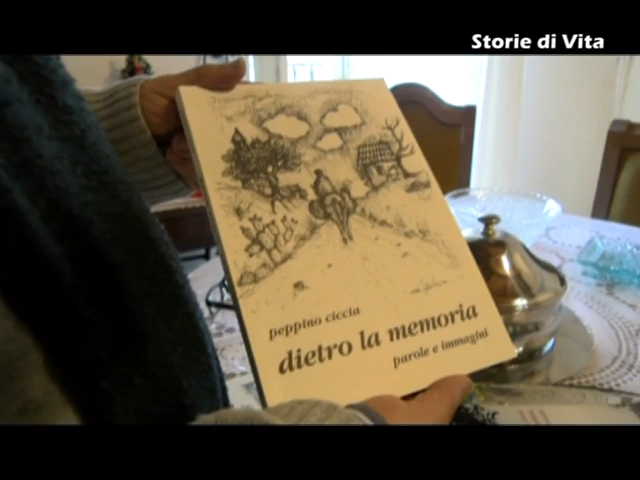 Storie di Vita
peppino ciccia
dietro la memoria
parole e immagini